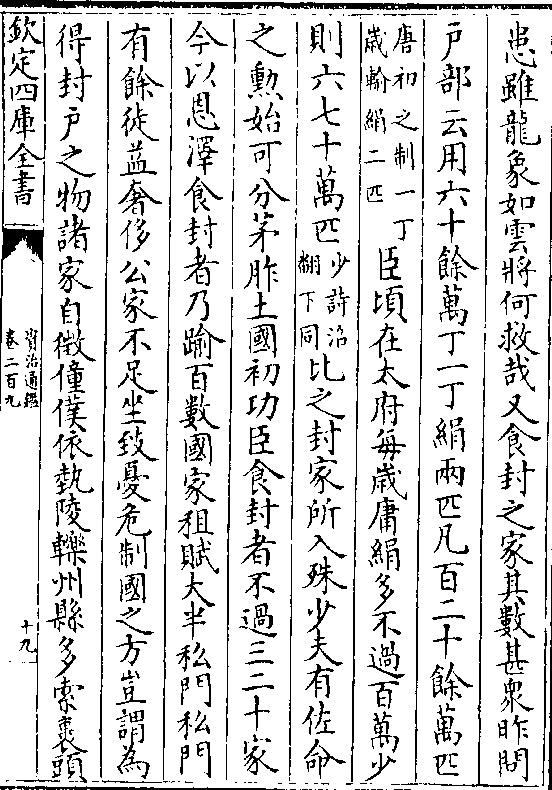 患雖龍象如雲將何救哉又食封之家其數甚衆昨問
戸部云用六十餘萬丁一丁絹兩匹凡百二十餘萬匹
唐初之制一丁
歲輸絹二匹
臣頃在太府每歲庸絹多不過百萬少
則六七十萬匹
少詩沼
翻下同
比之封家所入殊少夫有佐命
之勲始可分茅胙土國初功臣食封者不過三二十家
今以恩澤食封者乃踰百數國家租賦大半私門私門
有餘徒益奢侈公家不足坐致憂危制國之方豈謂為
得封戸之物諸家自徵僮僕依埶陵轢州縣多索裹頭
欽定四庫全書
資治通鑑
卷二百九
十九